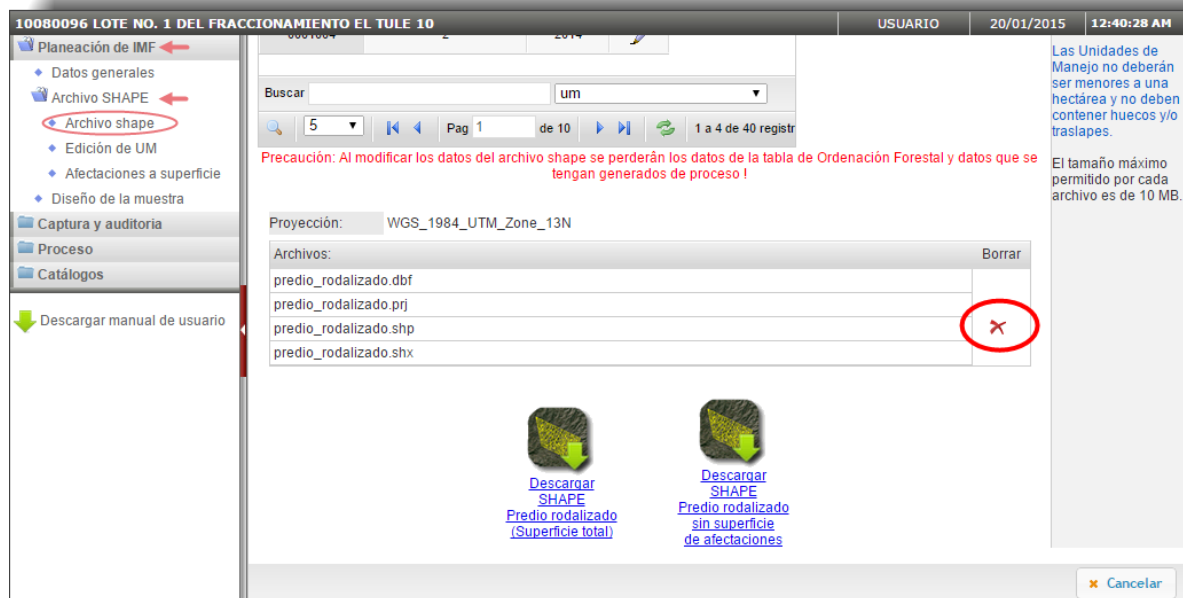 10080096 LOTE NO. 1 DEL FRACCIONAMIENTO EL TULE 10 USUARIO 20/01/2015 12:40:28 AM
Planeación de IMF
Datos generales
Archivo SHAPE
Archivo shape
Edición de UM
Afectaciones a superficie
Diseño de la muestra
Captura y auditoria
Proceso
Catálogos
Descargar manual de usuario
2 2014
Buscar um
5 Pag 1 de 10 1 a 4 de 40 registr
Precaución: Al modificar los datos del archivo shape se perderân los datos de la tabla de Ordenación Forestal y datos que se
tengan generados de proceso !
Proyección: WGS_1984_UTM_Zone_13N
Archivos: Borrar
predio_rodalizado.dbf
predio_rodalizado.prj
predio_rodalizado.shp
predio_rodalizado.shx
Descargar
SHAPE
Predio rodalizado
(Superficie total)
Descargar
SHAPE
Predio rodalizado
sin superficie
de afectaciones
Las Unidades de
Manejo no deberán
ser menores a una
hectárea y no deben
contener huecos y/o
traslapes.
El tamaño máximo
permitido por cada
archivo es de 10 MB.
Cancelar